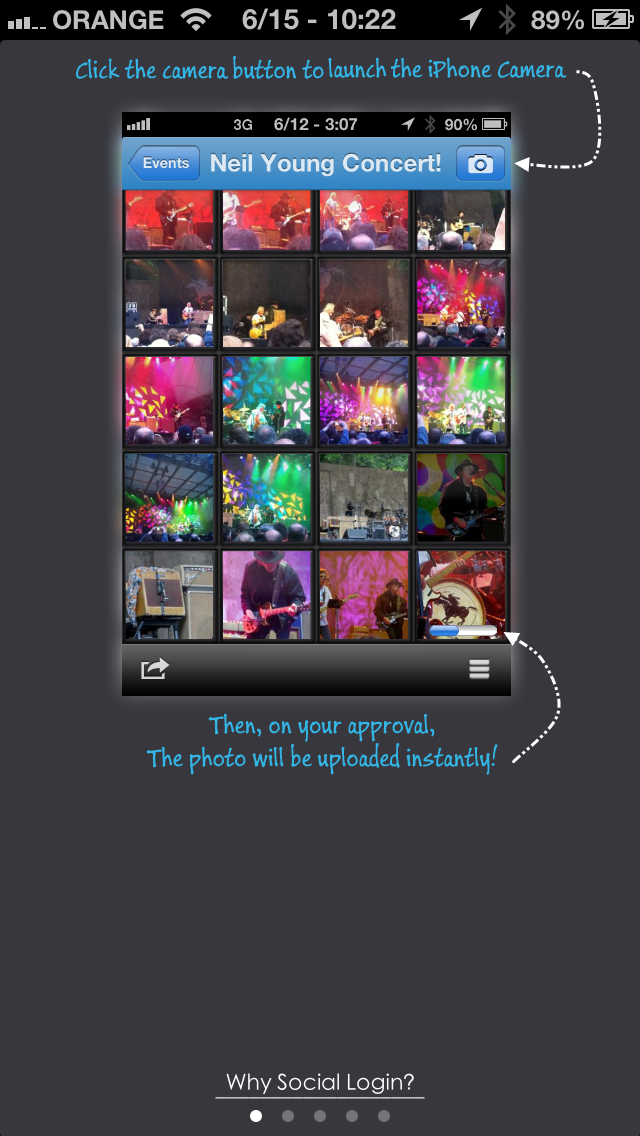 ORANGE 6/15 - 10:22 89%
Click the camera button to launch the iPhone Camera
3G 6/12 - 3:07 90%
Events Neil Young Concert!
Then, on your approval,
The photo will be uploaded instantly!
Why Social Login?